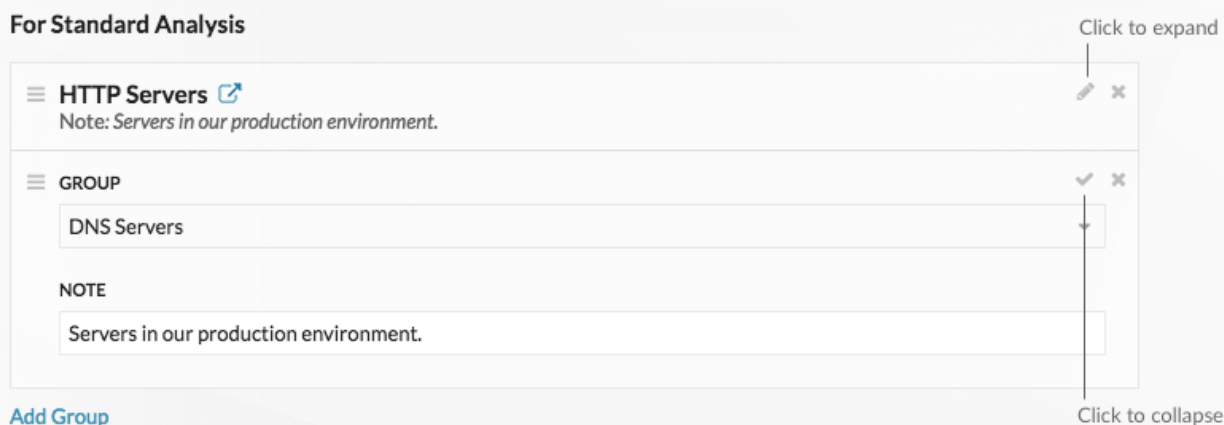 For Standard Analysis
Click to expand
HTTP Servers
Note: Servers in our production environment.
GROUP
DNS Servers
NOTE
Servers in our production environment.
Add Group
Click to collapse